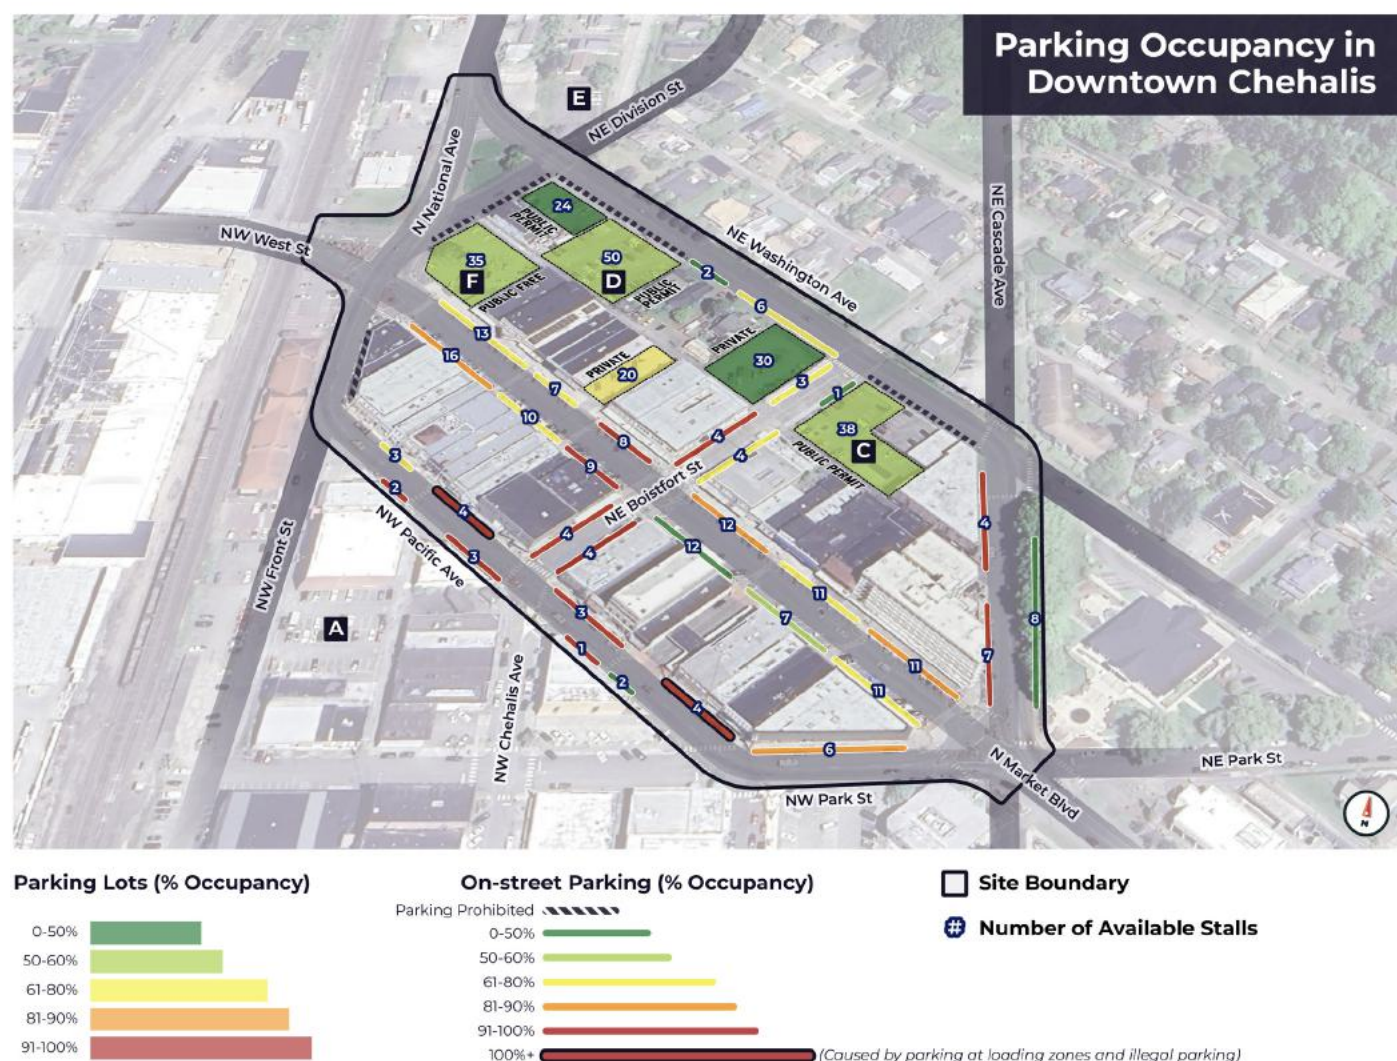 Parking Occupancy in
Downtown Chehalis
E
NE Division St
N National Ave
NW West St
NE Cascade Ave
NE Washington Ave
24
PUBLIC
PERMIT
35
F
PUBLIC FREE
50
D
PUBLIC
PERMIT
2
6
13
16
PRIVATE
30
PRIVATE
20
7
3
1
10
8
4
38
C
PUBLIC PERMIT
4
3
9
2
NE Boistfort St
4
NW Pacific Ave
4
4
12
12
4
3
11
NW Front St
A
3
7
8
1
11
7
2
11
NW Chehalis Ave
4
6
N Market Blvd
NE Park St
NW Park St
N
Parking Lots (% Occupancy)
0-50%
50-60%
61-80%
81-90%
91-100%
On-street Parking (% Occupancy)
Parking Prohibited
0-50%
50-60%
61-80%
81-90%
91-100%
100%+
(Caused by parking at loading zones and illegal parking)
Site Boundary
# Number of Available Stalls